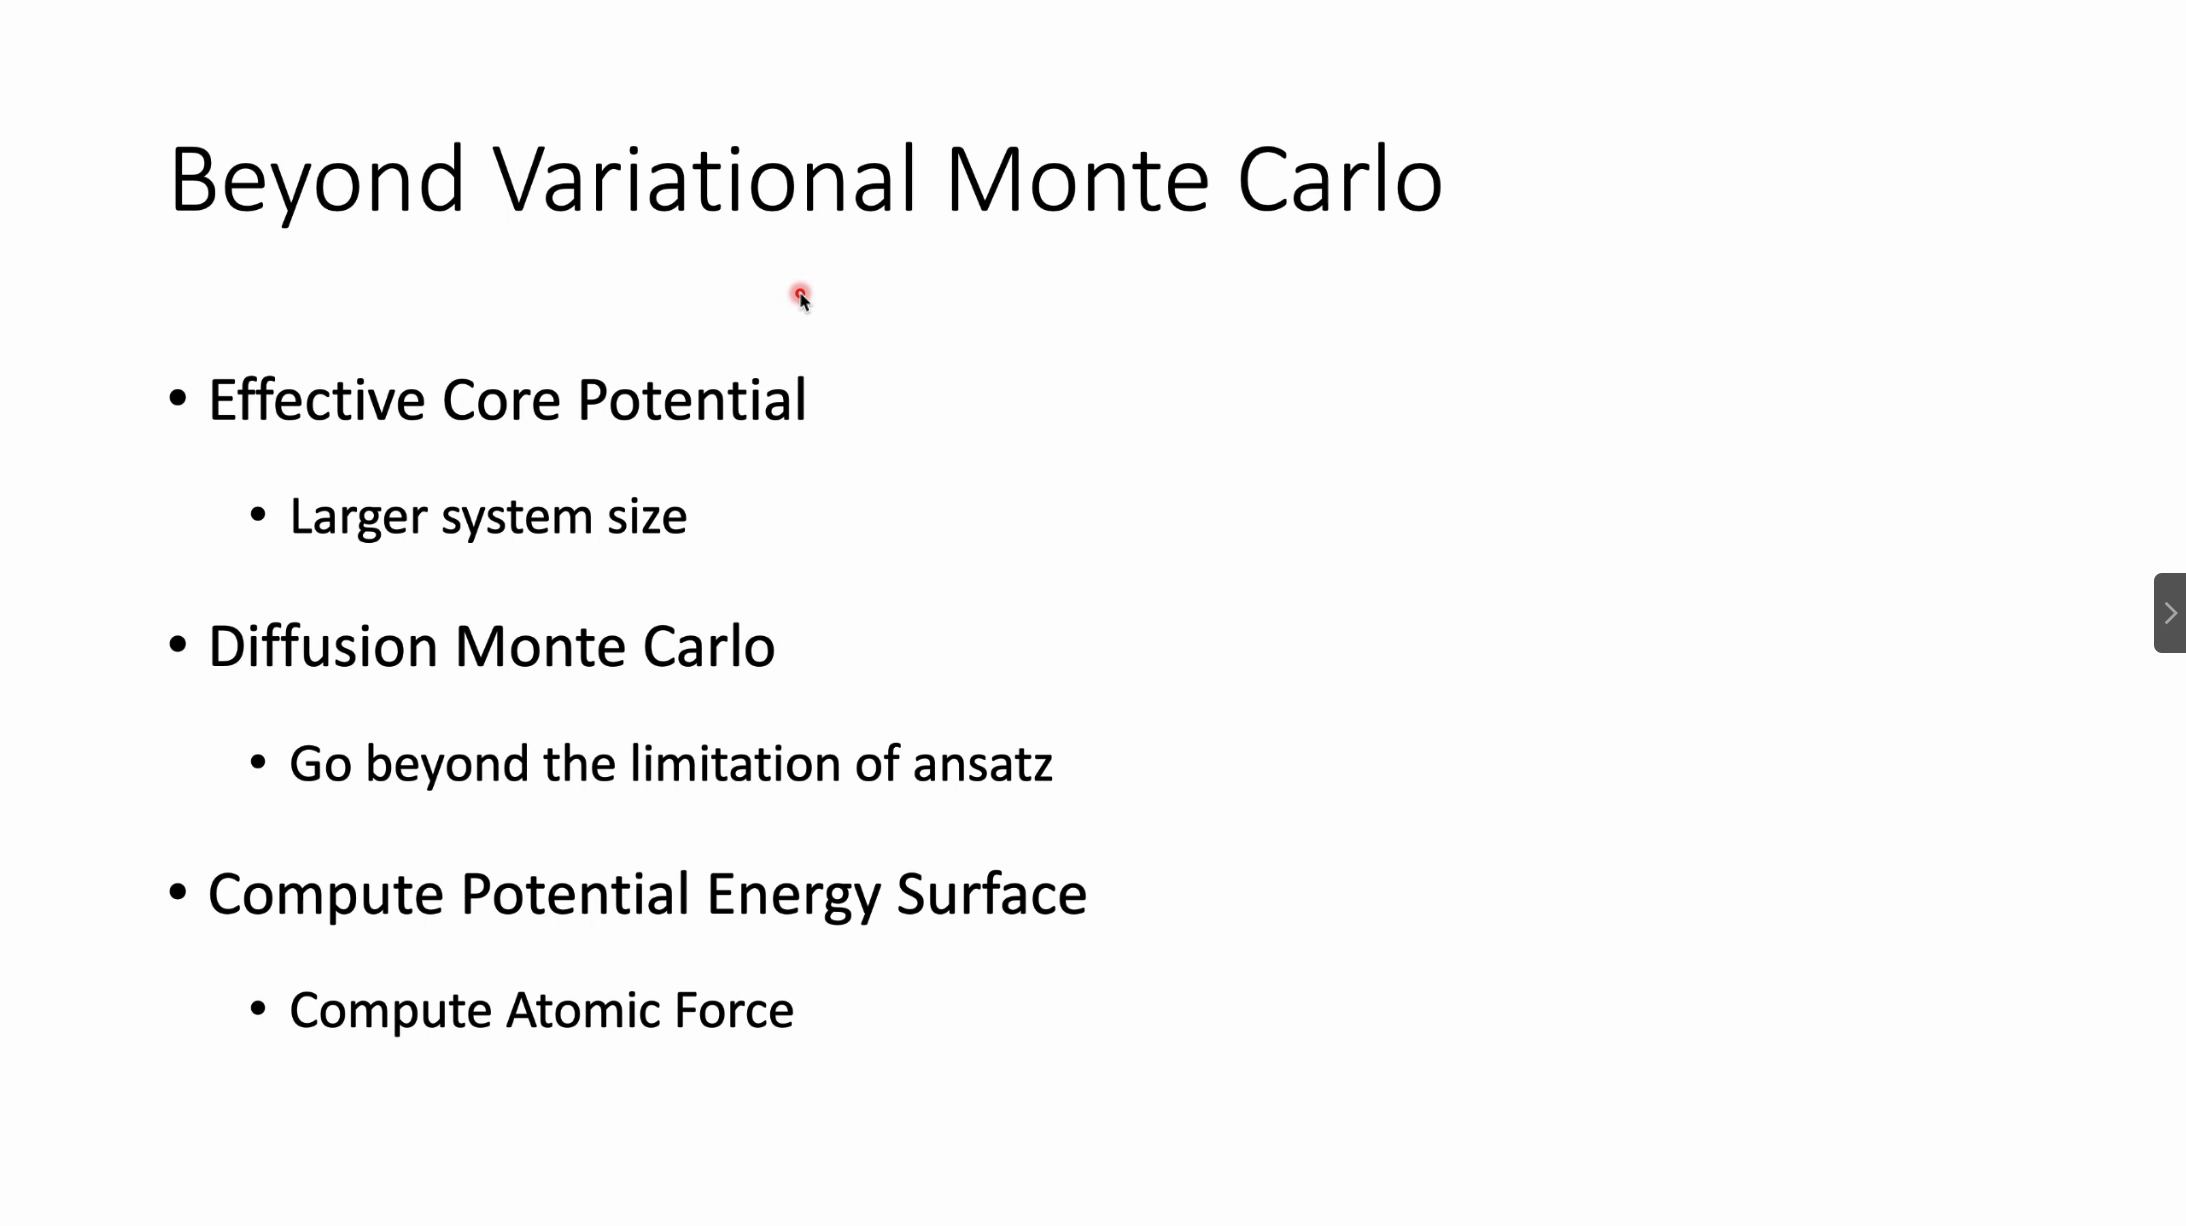 Beyond Variational Monte Carlo
• Effective Core Potential
• Larger system size
• Diffusion Monte Carlo
• Go beyond the limitation of ansatz
• Compute Potential Energy Surface
• Compute Atomic Force